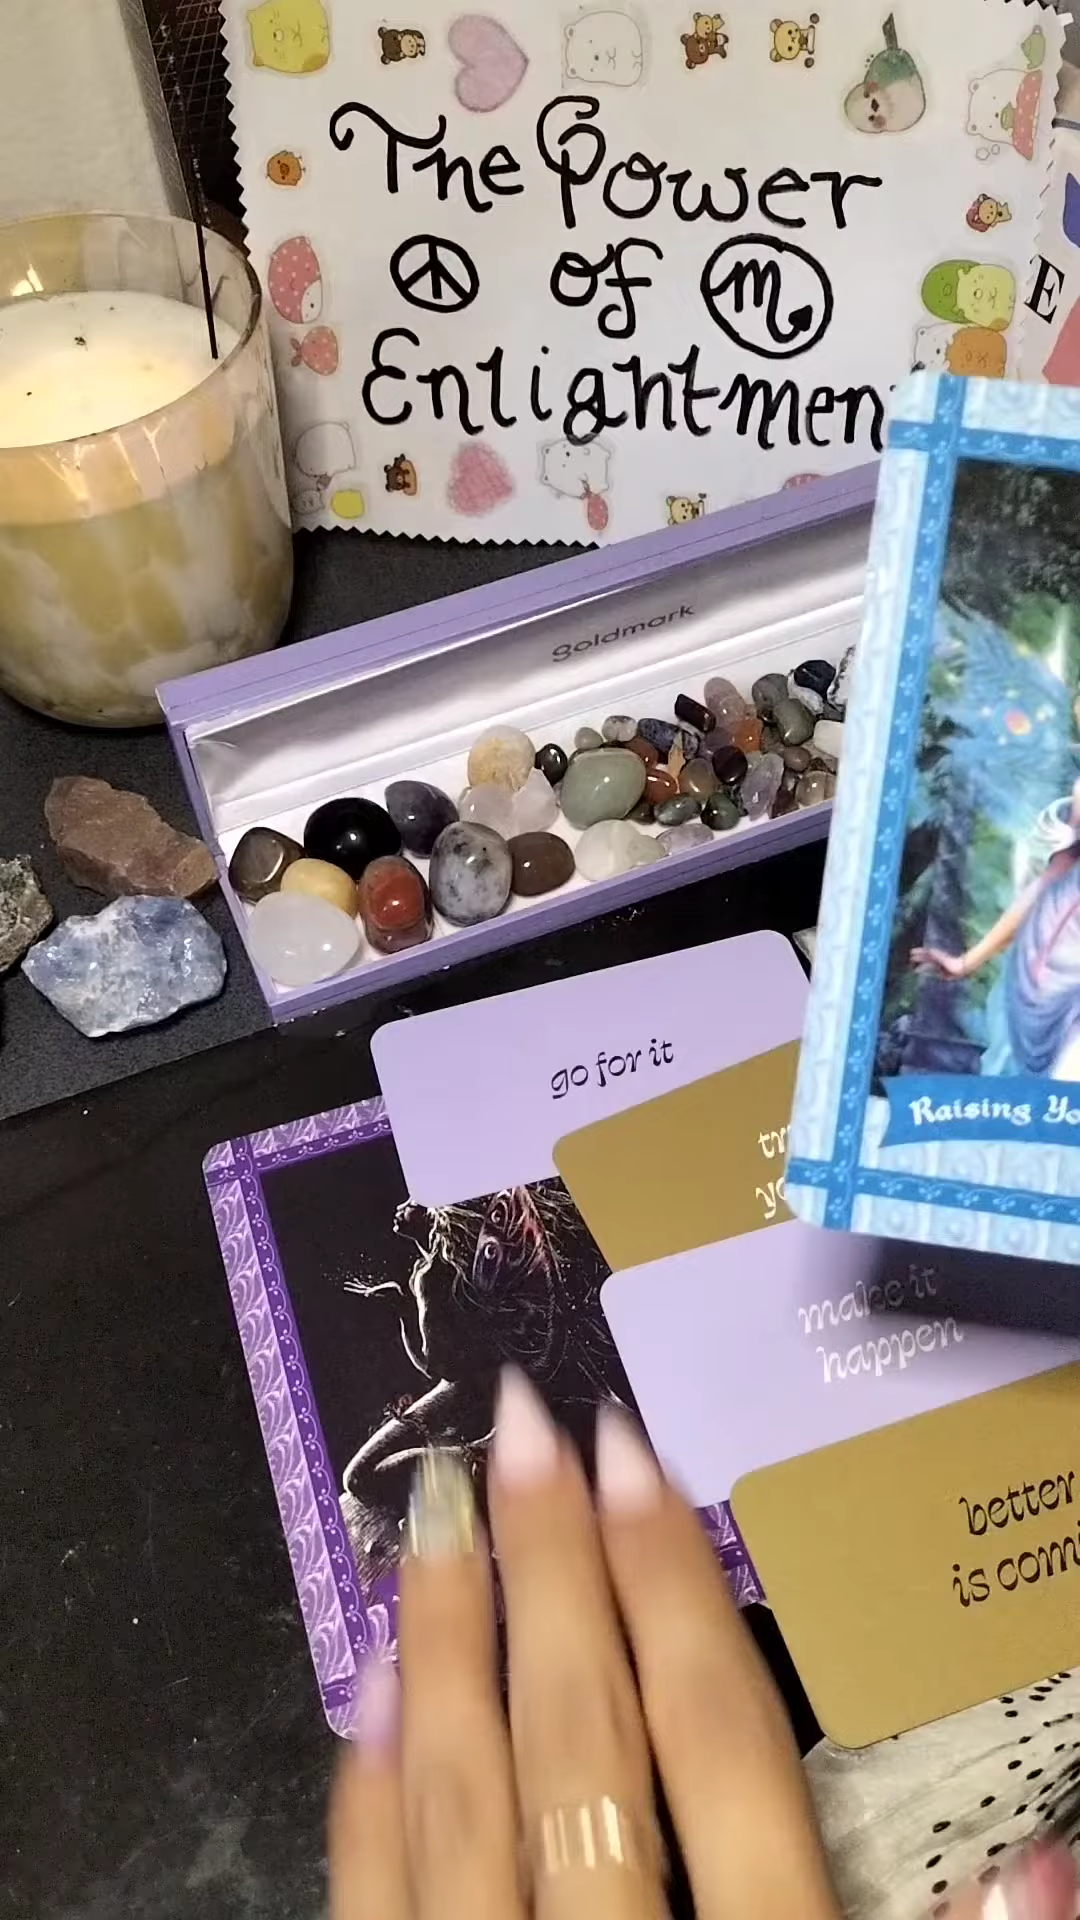 The Power
of
Enlightmen
E
goldmark
go for it
Raising Yo
make it
happen
better
is comi